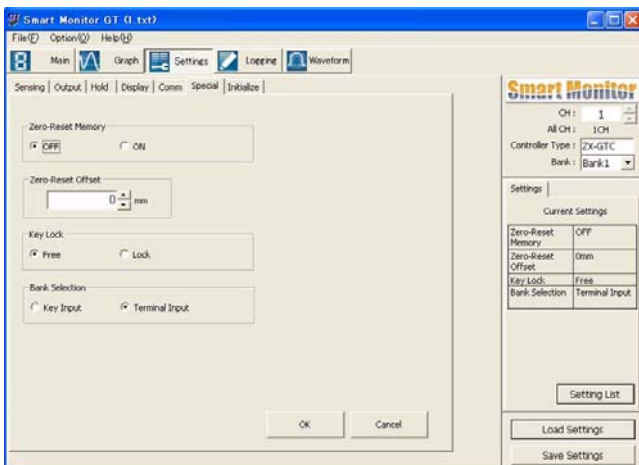 Smart Monitor GT (1.txt)
File(F) Option(O) Help(H)
Main Graph Settings Logging Waveform
Sensing Output Hold Display Comm Special Initialize
Zero-Reset Memory
OFF ON
Zero-Reset Offset
0 mm
Key Lock
Free Lock
Bank Selection
Key Input Terminal Input
OK Cancel
Smart Monitor
CH : 1
All CH : 1CH
Controller Type : ZX-GTC
Bank : Bank1
Settings
Current Settings
Zero-Reset Memory OFF
Zero-Reset Offset 0mm
Key Lock Free
Bank Selection Terminal Input
Setting List
Load Settings
Save Settings